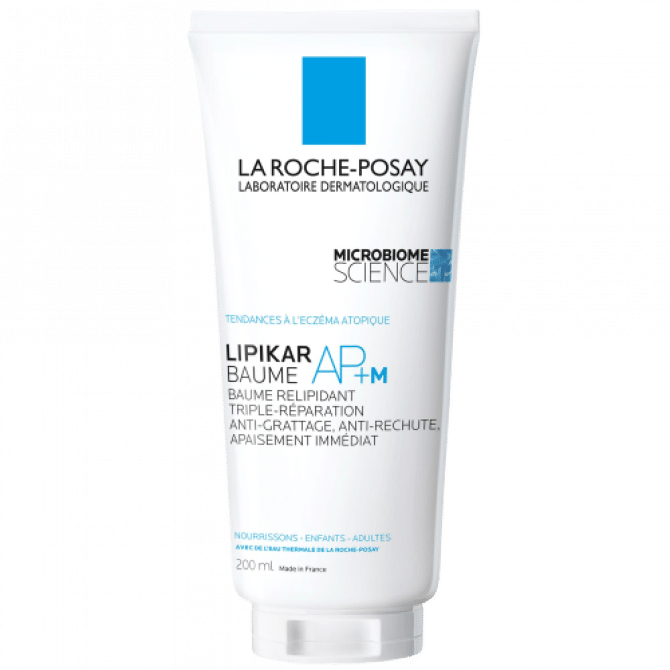 LA ROCHE-POSAY
LABORATOIRE DERMATOLOGIQUE
MICROBIOME
SCIENCE
TENDANCES À L'ECZÉMA ATOPIQUE
LIPIKAR
BAUME AP+M
BAUME RELIPIDANT
TRIPLE-RÉPARATION
ANTI-GRATTAGE, ANTI-RECHUTE,
APAISEMENT IMMÉDIAT
NOURRISSONS - ENFANTS - ADULTES
AVEC DE L'EAU THERMALE DE LA ROCHE-POSAY
200 ml Made in France